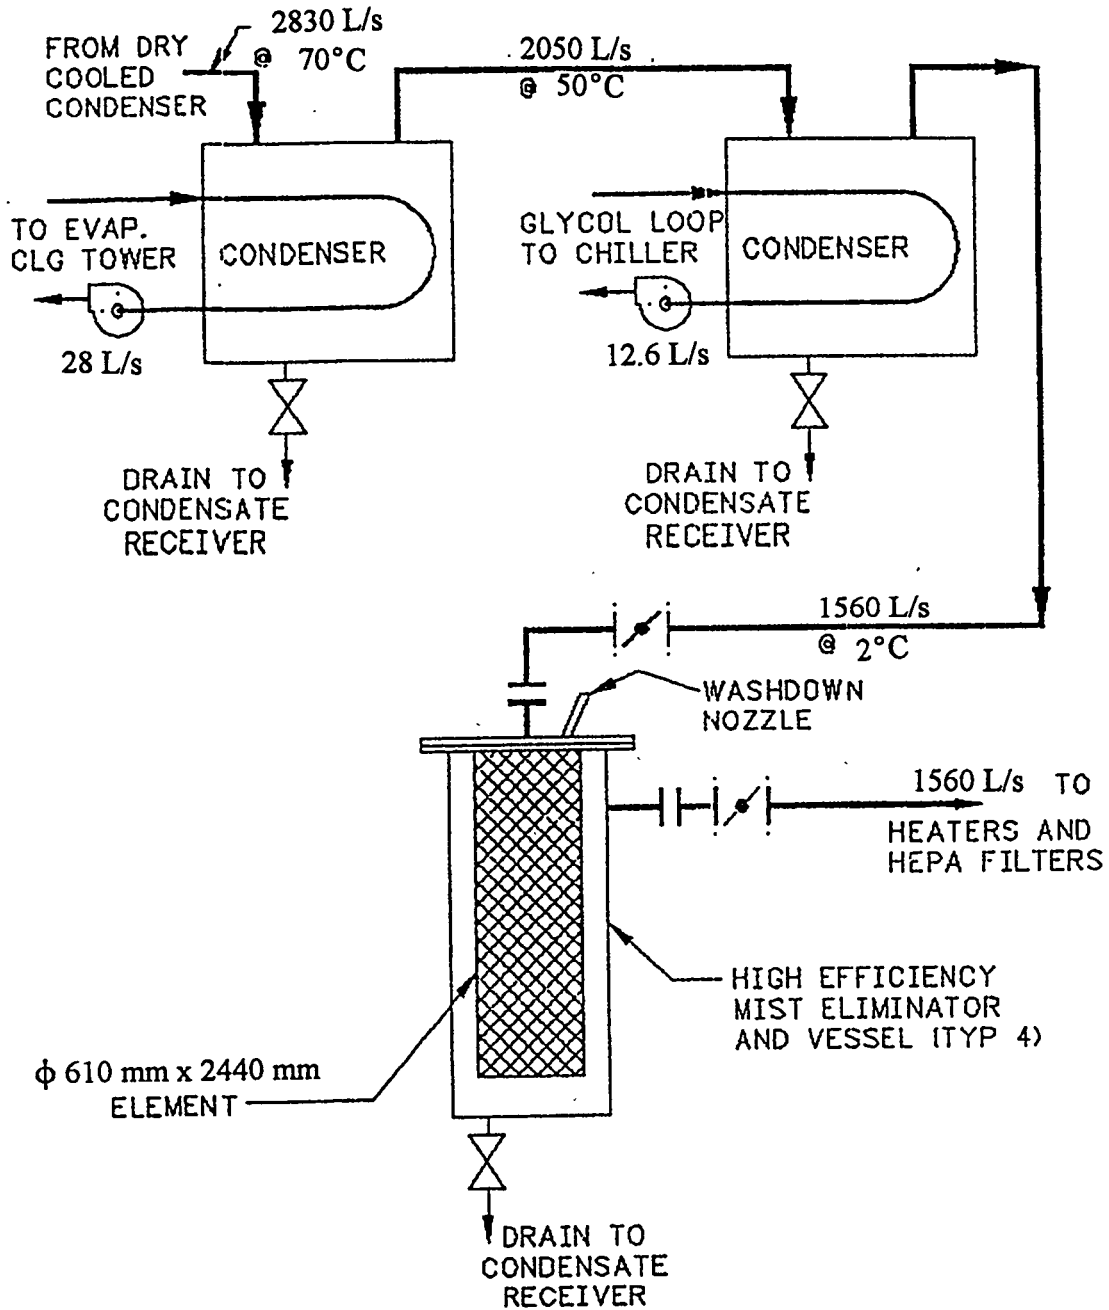 FROM DRY
COOLED
CONDENSER
2830 L/s
@ 70°C
2050 L/s
@ 50°C
TO EVAP.
CLG TOWER
CONDENSER
28 L/s
GLYCOL LOOP
TO CHILLER
CONDENSER
12.6 L/s
DRAIN TO
CONDENSATE
RECEIVER
DRAIN TO
CONDENSATE
RECEIVER
1560 L/s
@ 2°C
WASHDOWN
NOZZLE
1560 L/s TO
HEATERS AND
HEPA FILTERS
HIGH EFFICIENCY
MIST ELIMINATOR
AND VESSEL (TYP 4)
ϕ 610 mm x 2440 mm
ELEMENT
DRAIN TO
CONDENSATE
RECEIVER